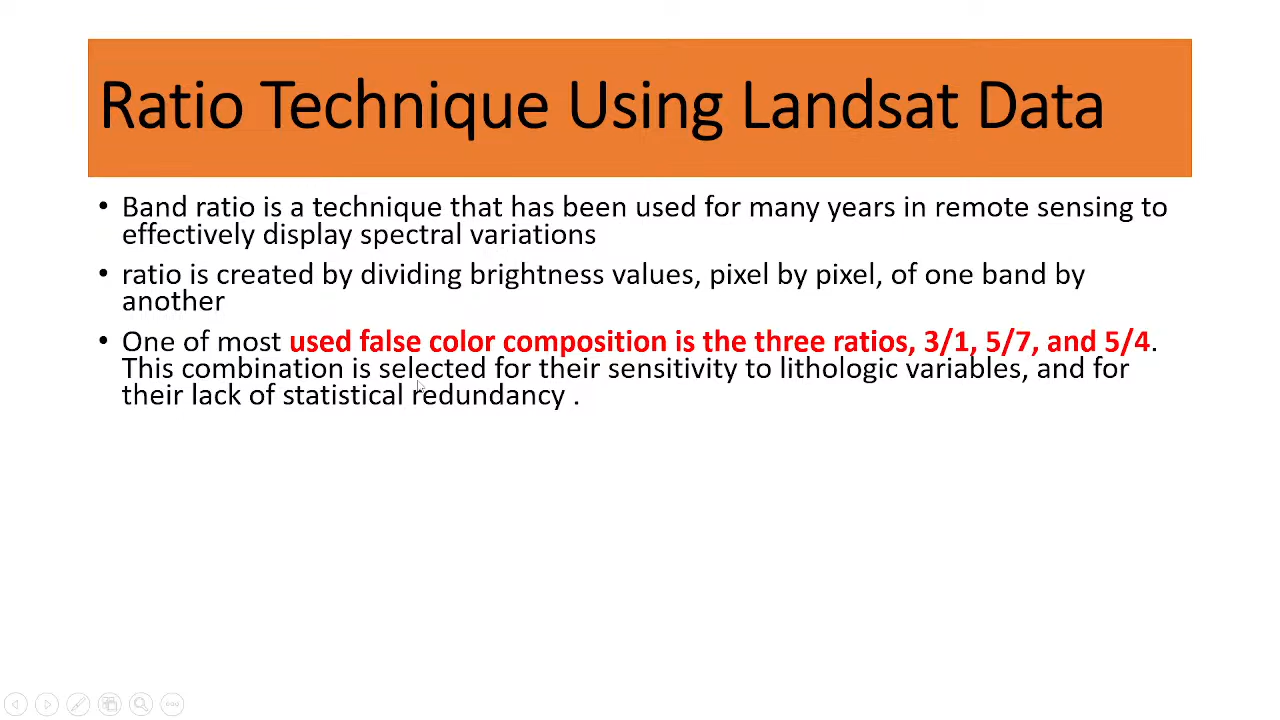 Ratio Technique Using Landsat Data
• Band ratio is a technique that has been used for many years in remote sensing to
effectively display spectral variations
• ratio is created by dividing brightness values, pixel by pixel, of one band by
another
• One of most used false color composition is the three ratios, 3/1, 5/7, and 5/4.
This combination is selected for their sensitivity to lithologic variables, and for
their lack of statistical redundancy .